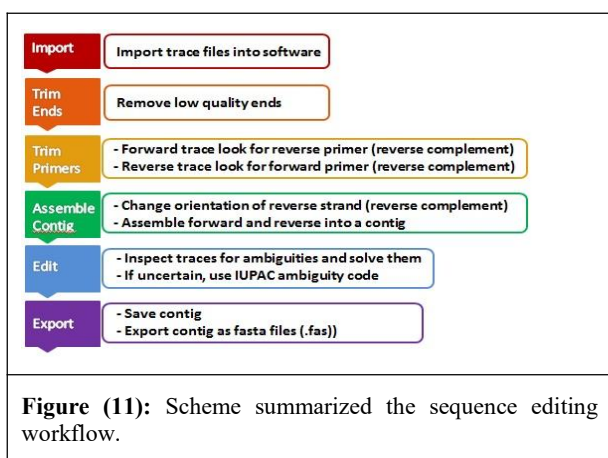 Import
Import trace files into software
Trim
Ends
Remove low quality ends
Trim
Primers
- Forward trace look for reverse primer (reverse complement)
- Reverse trace look for forward primer (reverse complement)
Assemble
Contig
- Change orientation of reverse strand (reverse complement)
- Assemble forward and reverse into a contig
Edit
- Inspect traces for ambiguities and solve them
- If uncertain, use IUPAC ambiguity code
Export
- Save contig
- Export contig as fasta files (.fas))
Figure (11): Scheme summarized the sequence editing
workflow.